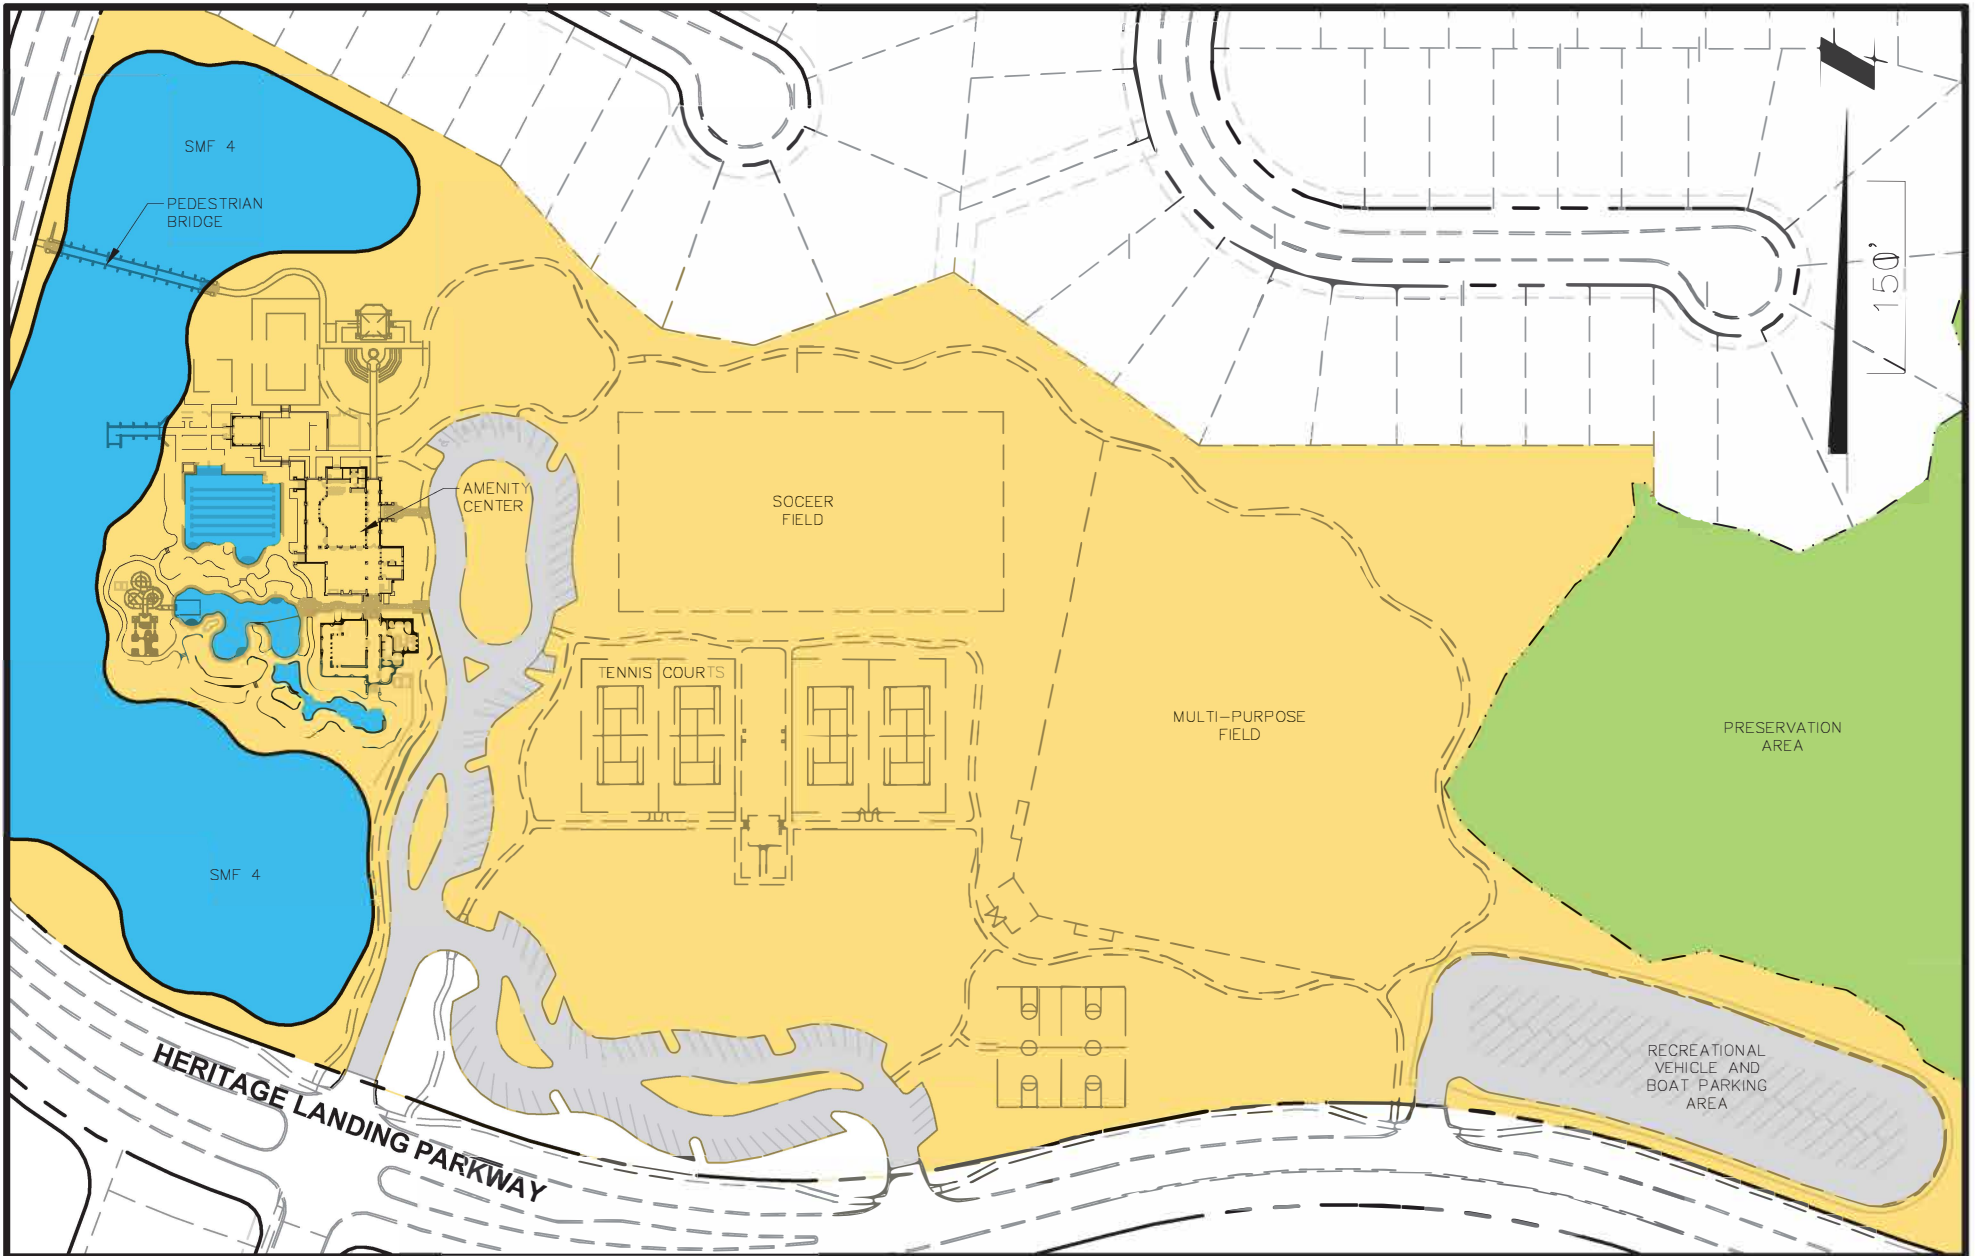 SMF 4
PEDESTRIAN
BRIDGE
150'
AMENITY
CENTER
SOCEER
FIELD
TENNIS COURTS
MULTI-PURPOSE
FIELD
PRESERVATION
AREA
SMF 4
RECREATIONAL
VEHICLE AND
BOAT PARKING
AREA
HERITAGE LANDING PARKWAY